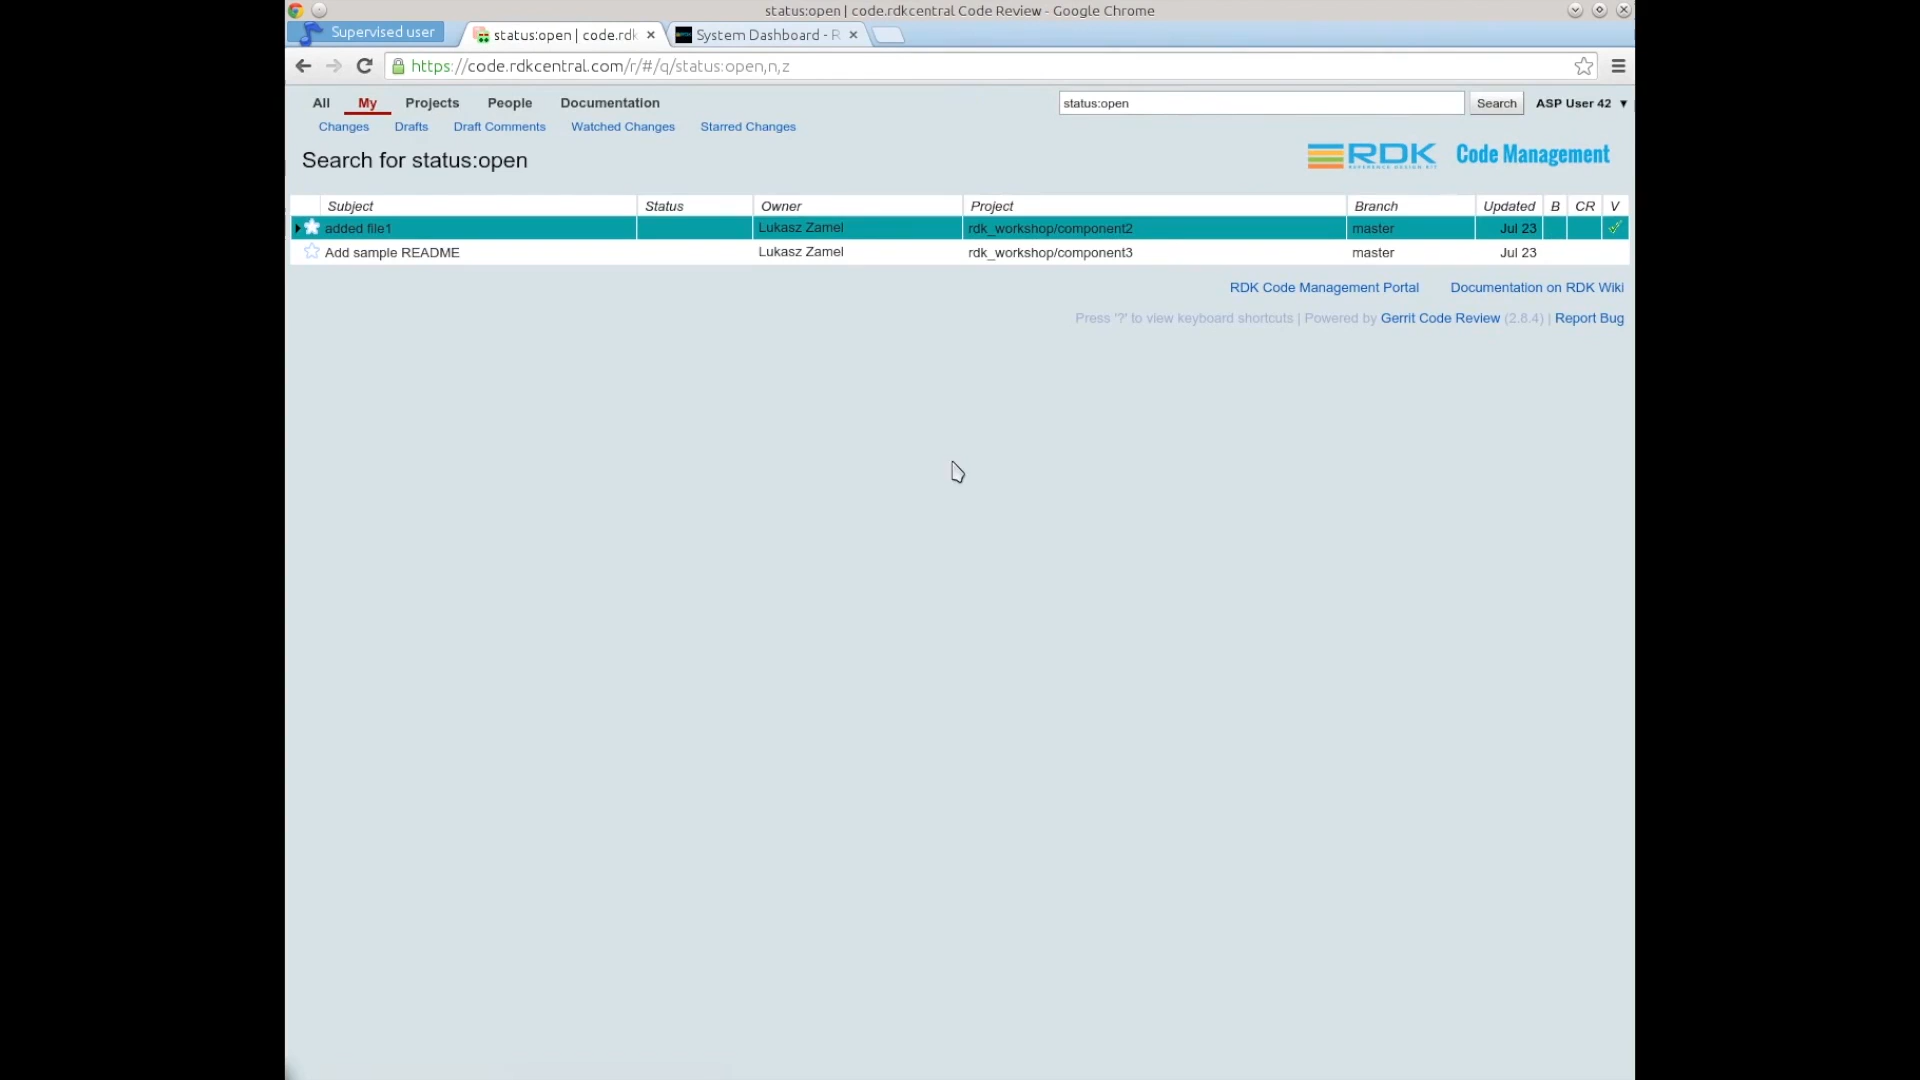 status:open | code.rdkcentral Code Review - Google Chrome
Supervised user
status:open | code.rdk
System Dashboard - R
https://code.rdkcentral.com/r/#/q/status:open,n,z
All My Projects People Documentation
status:open Search ASP User 42 ▼
Changes Drafts Draft Comments Watched Changes Starred Changes
Search for status:open
RDK Code Management
REFERENCE DESIGN KIT
Subject Status Owner Project Branch Updated B CR V
added file1 Lukasz Zamel rdk_workshop/component2 master Jul 23
Add sample README Lukasz Zamel rdk_workshop/component3 master Jul 23
RDK Code Management Portal Documentation on RDK Wiki
Press '?' to view keyboard shortcuts | Powered by Gerrit Code Review (2.8.4) | Report Bug